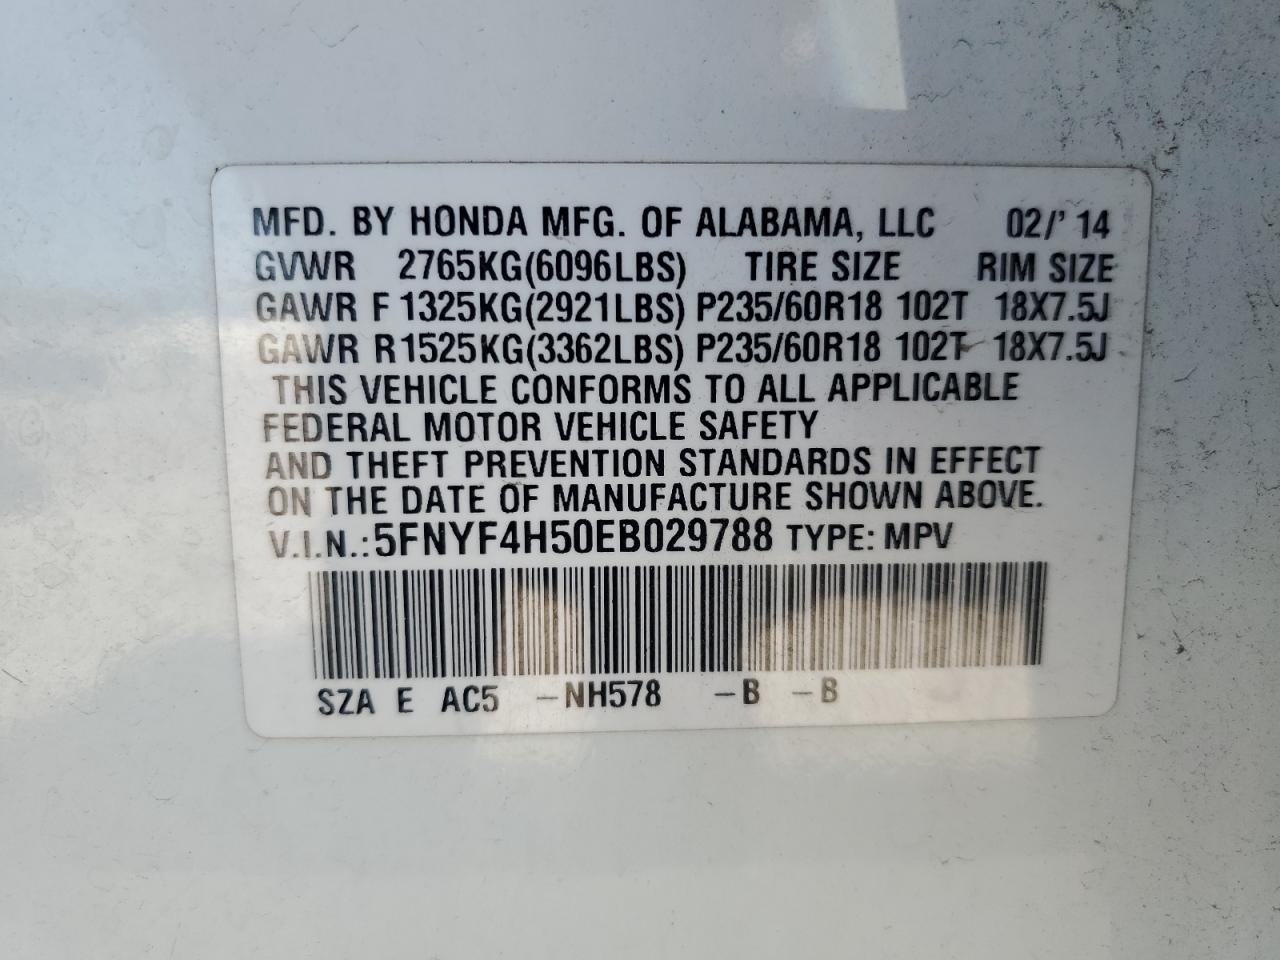 MFD. BY HONDA MFG. OF ALABAMA, LLC 02/'14
GVWR 2765KG(6096LBS) TIRE SIZE RIM SIZE
GAWR F 1325KG(2921LBS) P235/60R18 102T 18X7.5J
GAWR R1525KG(3362LBS) P235/60R18 102T 18X7.5J
THIS VEHICLE CONFORMS TO ALL APPLICABLE
FEDERAL MOTOR VEHICLE SAFETY
AND THEFT PREVENTION STANDARDS IN EFFECT
ON THE DATE OF MANUFACTURE SHOWN ABOVE.
V.I.N.:5FNYF4H50EB029788 TYPE: MPV
SZA E AC5 -NH578 -B -B